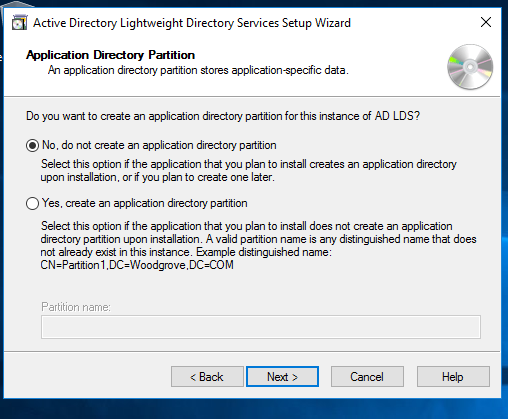 Active Directory Lightweight Directory Services Setup Wizard
Application Directory Partition
An application directory partition stores application-specific data.
Do you want to create an application directory partition for this instance of AD LDS?
No, do not create an application directory partition
Select this option if the application that you plan to install creates an application directory
upon installation, or if you plan to create one later.
Yes, create an application directory partition
Select this option if the application that you plan to install does not create an application
directory partition upon installation. A valid partition name is any distinguished name that does
not already exist in this instance. Example distinguished name:
CN=Partition1,DC=Woodgrove,DC=COM
Partition name:
< Back
Next >
Cancel
Help